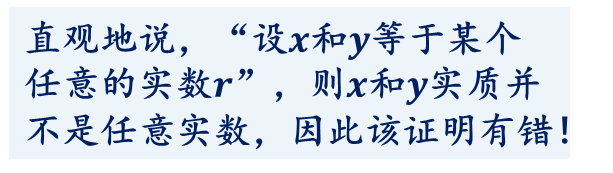 直观地说，“设x和y等于某个
任意的实数r”，则x和y实质并
不是任意实数，因此该证明有错！